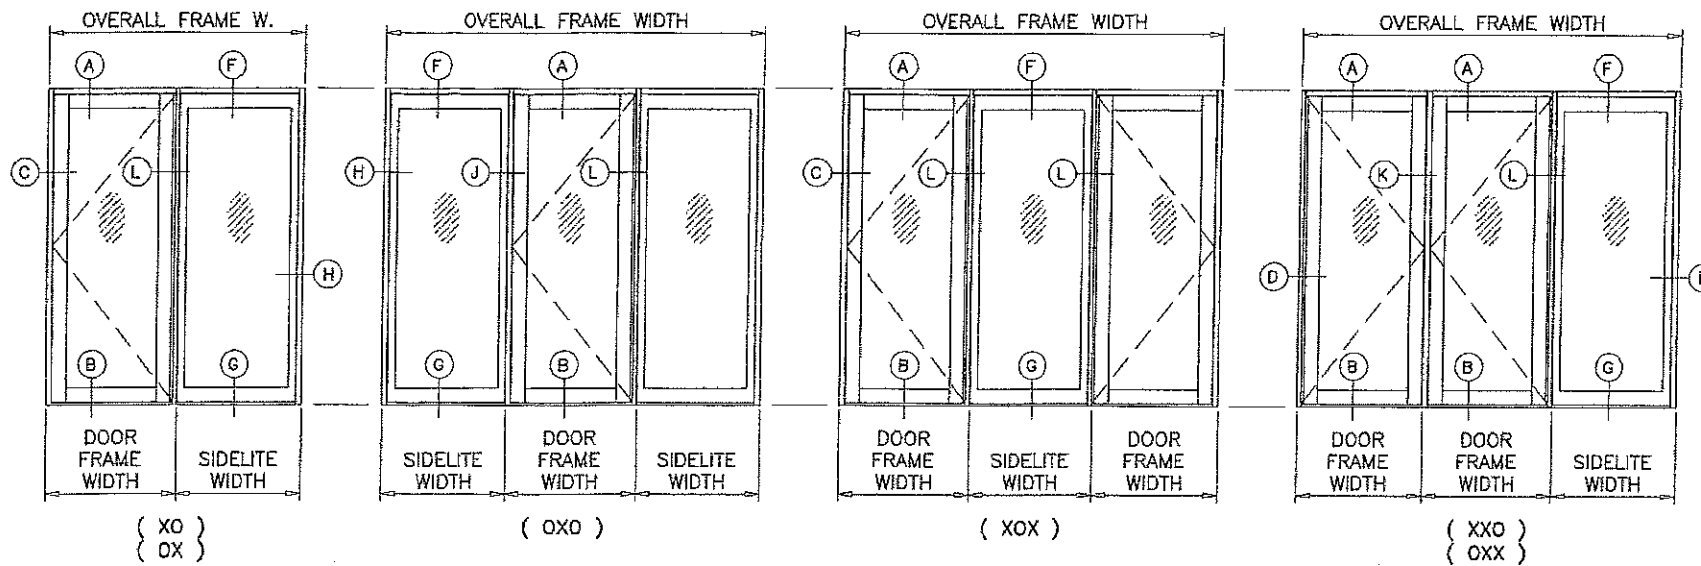 OVERALL FRAME W.
A
F
C
L
H
B
G
DOOR
FRAME
WIDTH
SIDELITE
WIDTH
( XO )
( OX )
OVERALL FRAME WIDTH
F
A
H
J
L
G
B
SIDELITE
WIDTH
DOOR
FRAME
WIDTH
SIDELITE
WIDTH
( OXO )
OVERALL FRAME WIDTH
A
F
C
L
L
B
G
DOOR
FRAME
WIDTH
SIDELITE
WIDTH
DOOR
FRAME
WIDTH
( XOX )
OVERALL FRAME WIDTH
A
A
F
K
L
D
B
B
G
DOOR
FRAME
WIDTH
DOOR
FRAME
WIDTH
SIDELITE
WIDTH
( XXO )
( OXX )